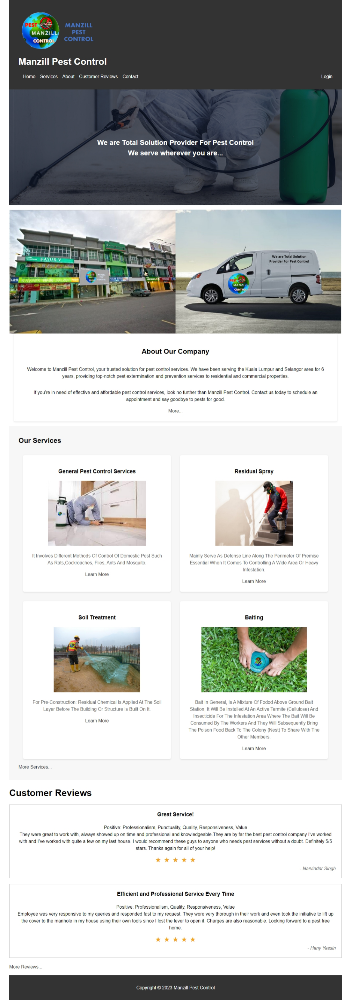 PEST
MANZILL
CONTROL
MANZILL
PEST
CONTROL
Manzill Pest Control
Home Services About Customer Reviews Contact Login
We are Total Solution Provider For Pest Control
We serve wherever you are...
AYUR-V
MANZILL
PEST
CONTROL
We are Total Solution
Provider For Pest Control
PEST
MANZILL
CONTROL
About Our Company
Welcome to Manzill Pest Control, your trusted solution for pest control services. We have been serving the Kuala Lumpur and Selangor area for 6
years, providing top-notch pest extermination and prevention services to residential and commercial properties.
If you're in need of effective and affordable pest control services, look no further than Manzill Pest Control. Contact us today to schedule an
appointment and say goodbye to pests for good.
More...
Our Services
General Pest Control Services
It Involves Different Methods Of Control Of Domestic Pest Such
As Rats,Cockroaches, Flies, Ants And Mosquito.
Learn More
Residual Spray
Mainly Serve As Defense Line Along The Perimeter Of Premise
Essential When It Comes To Controlling A Wide Area Or Heavy
Infestation.
Learn More
Soil Treatment
For Pre-Construction: Residual Chemical Is Applied At The Soil
Layer Before The Building Or Structure Is Built On It.
Learn More
Baiting
Bait In General, Is A Mixture Of Fodod Above Ground Bait
Station, It Will Be Installed At An Active Termite (Cellulose) And
Insecticide For The Infestation Area Where The Bait Will Be
Consumed By The Workers And They Will Subsequently Bring
The Poison Food Back To The Colony (Nest) To Share With The
Other Members.
Learn More
More Services...
Customer Reviews
Great Service!
Positive: Professionalism, Punctuality, Quality, Responsiveness, Value
They were great to work with, always showed up on time and professional and knowledgeable.They are by far the best pest control company I've worked
with and I've worked with quite a few on my last house. I would recommend these guys to anyone who needs pest services without a doubt. Definitely 5/5
stars. Thanks again for all of your help!
★ ★ ★ ★ ★
- Narvinder Singh
Efficient and Professional Service Every Time
Positive: Professionalism, Quality, Responsiveness, Value
Employee was very responsive to my queries and responded fast to my request. They were very thorough in their work and even took the initiative to lift up
the cover to the manhole in my house using their own tools since I lost the lever to open it. Charges are also reasonable. Looking forward to a pest free
home.
★ ★ ★ ★ ★
- Hany Yassin
More Reviews...
Copyright © 2023 Manzill Pest Control